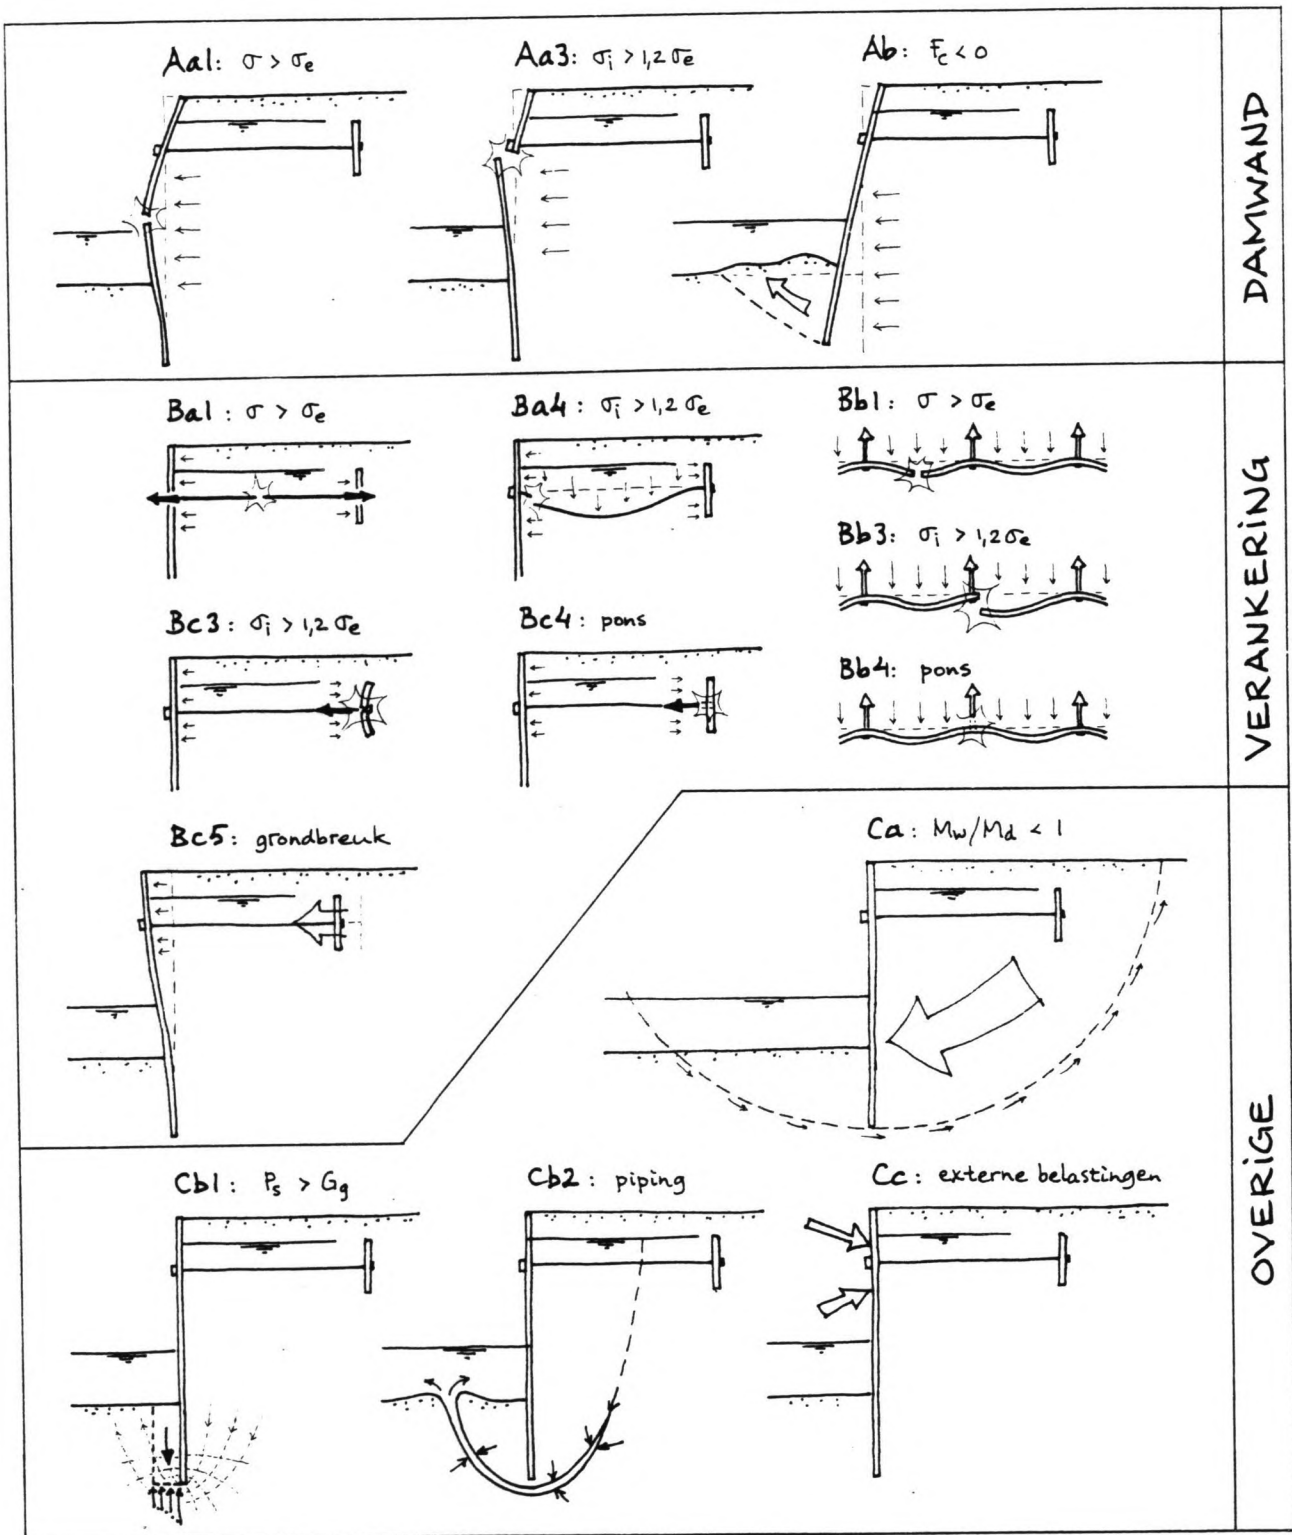 Aa1: σ > σe
Aa3: σi > 1,2 σe
Ab: Fc < 0
DAMWAND
Ba1: σ > σe
Ba4: σi > 1,2 σe
Bb1: σ > σe
Bb3: σi > 1,2 σe
Bc3: σi > 1,2 σe
Bc4: pons
Bb4: pons
VERANKERING
Bc5: grondbreuk
Ca: Mw/Md < 1
Cb1: Ps > Gg
Cb2: piping
Cc: externe belastingen
OVERIGE